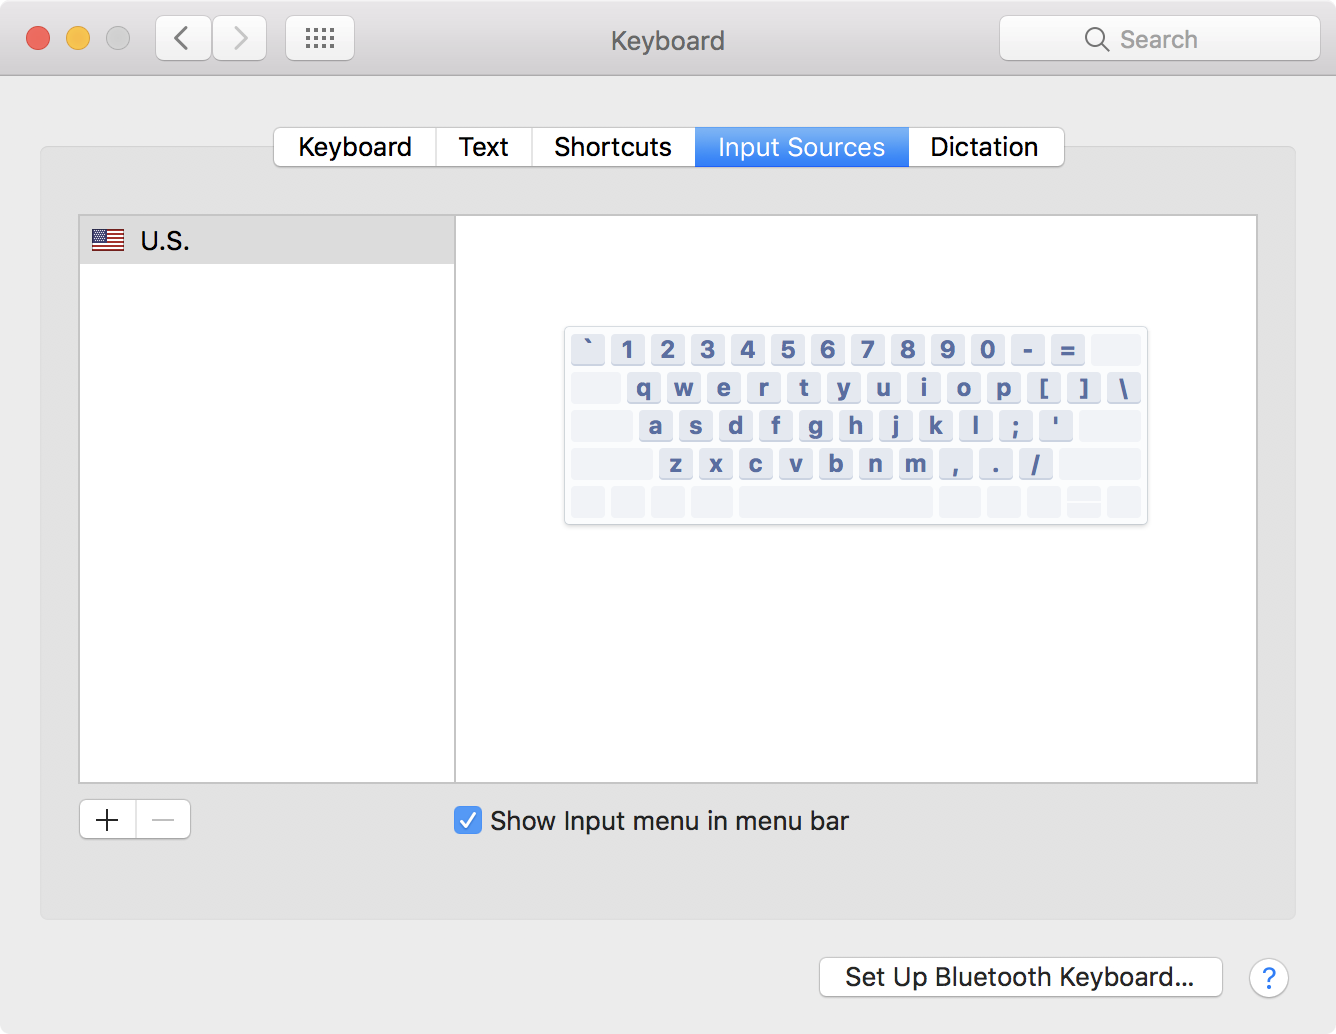 Keyboard
Search
Keyboard Text Shortcuts Input Sources Dictation
U.S.
` 1 2 3 4 5 6 7 8 9 0 - =
q w e r t y u i o p [ ] \
a s d f g h j k l ; '
z x c v b n m , . /
Show Input menu in menu bar
Set Up Bluetooth Keyboard... ?